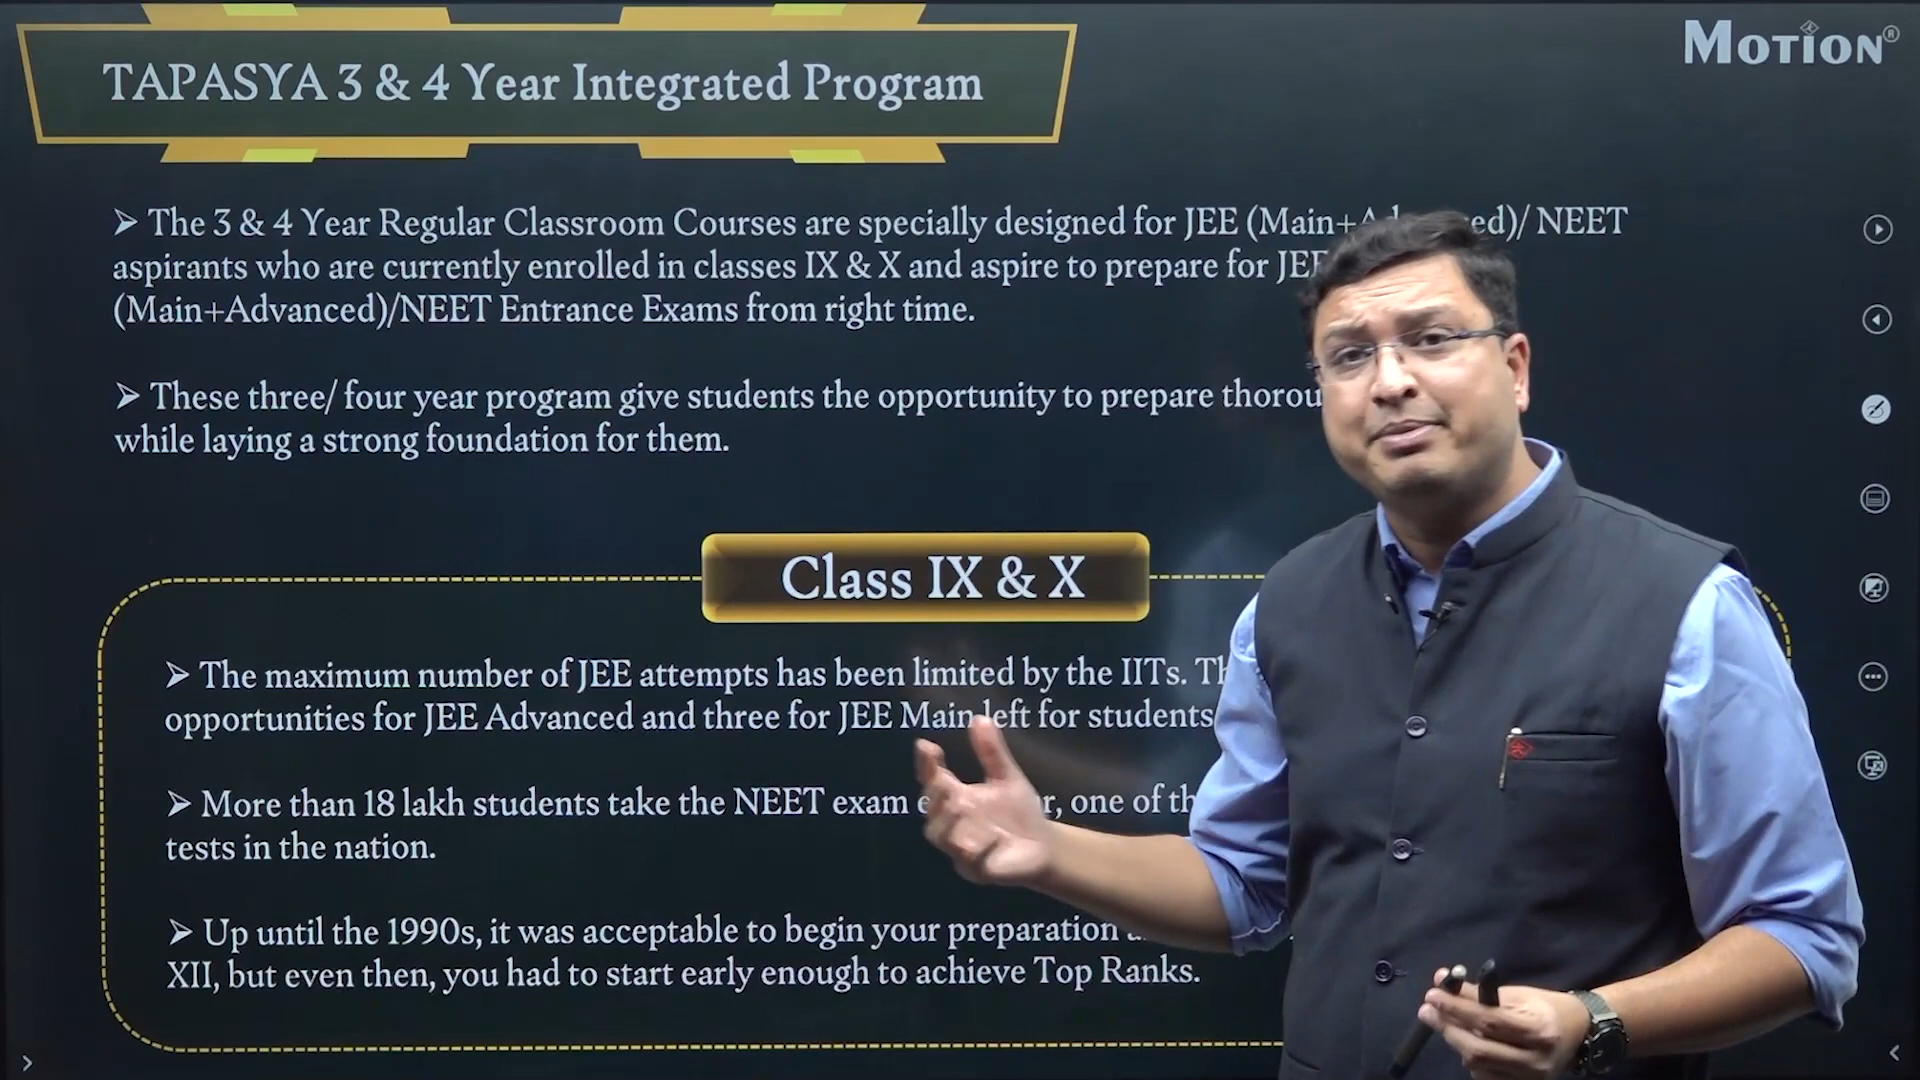 TAPASYA 3 & 4 Year Integrated Program
MOTION®
➤ The 3 & 4 Year Regular Classroom Courses are specially designed for JEE (Main+A ed)/ NEET
aspirants who are currently enrolled in classes IX & X and aspire to prepare for JEE
(Main+Advanced)/NEET Entrance Exams from right time.
➤ These three/ four year program give students the opportunity to prepare
while laying a strong foundation for them.
Class IX & X
➤ The maximum number of JEE attempts has been limited by the IITs.
opportunities for JEE Advanced and three for JEE Main left for students
➤ More than 18 lakh students take the NEET exam one of
tests in the nation.
➤ Up until the 1990s, it was acceptable to begin your preparation
XII, but even then, you had to start early enough to achieve Top Ranks.